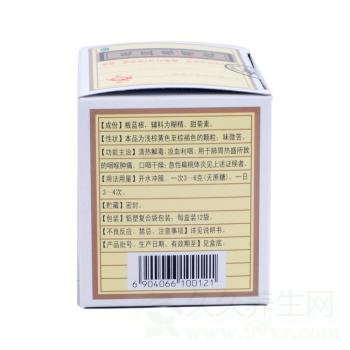 【成份】板蓝根，辅料为糊精、甜菊素。
【性状】本品为浅棕黄色至棕褐色的颗粒；味微苦。
【功能主治】清热解毒，凉血利咽。用于肺胃热盛所致
的咽喉肿痛、口咽干燥；急性扁桃体炎见上述证候者。
【用法用量】开水冲服。一次3~6克(无蔗糖)，一日
3~4次。
【贮藏】密封。
【包装】铝塑复合袋包装；每盒装12袋。
【不良反应、禁忌、注意事项】详见说明书。
【产品批号、生产日期、有效期至】见盒底。
6 904066 100121
久久养生网
www.99xr.com